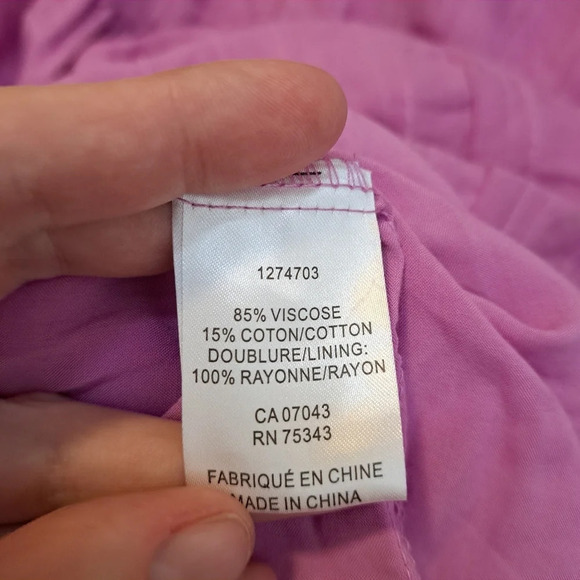 1274703
85% VISCOSE
15% COTON/COTTON
DOUBLURE/LINING:
100% RAYONNE/RAYON
CA 07043
RN 75343
FABRIQUÉ EN CHINE
MADE IN CHINA